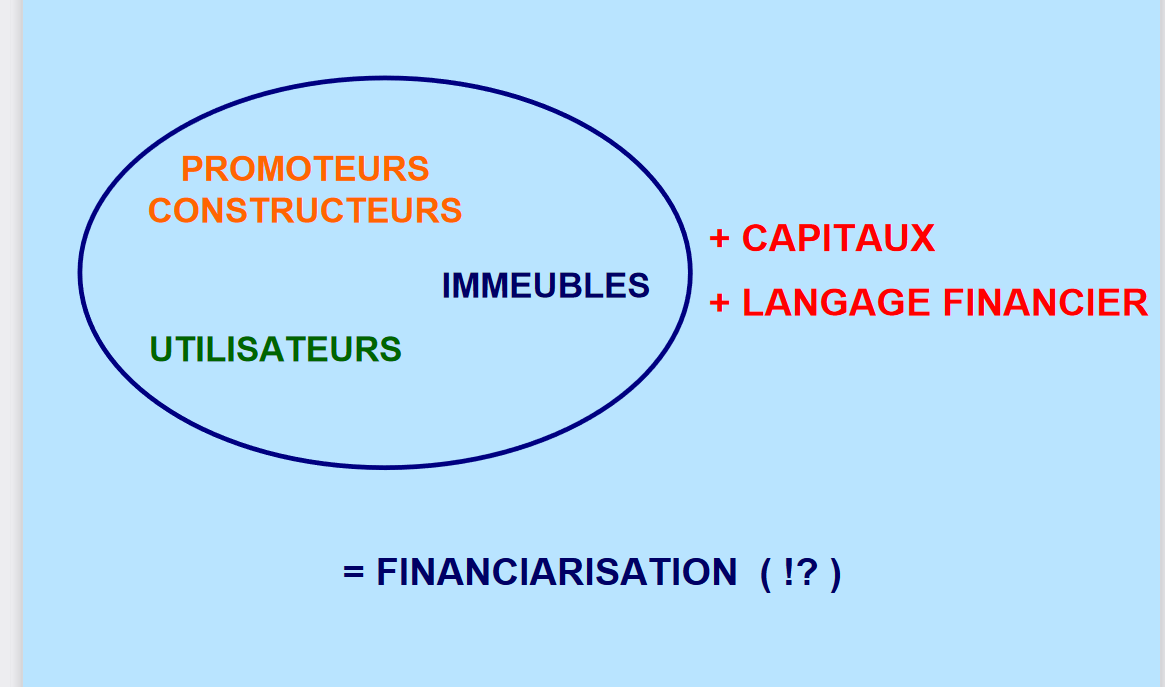 PROMOTEURS
CONSTRUCTEURS
IMMEUBLES
UTILISATEURS
+ CAPITAUX
+ LANGAGE FINANCIER
= FINANCIARISATION ( !? )